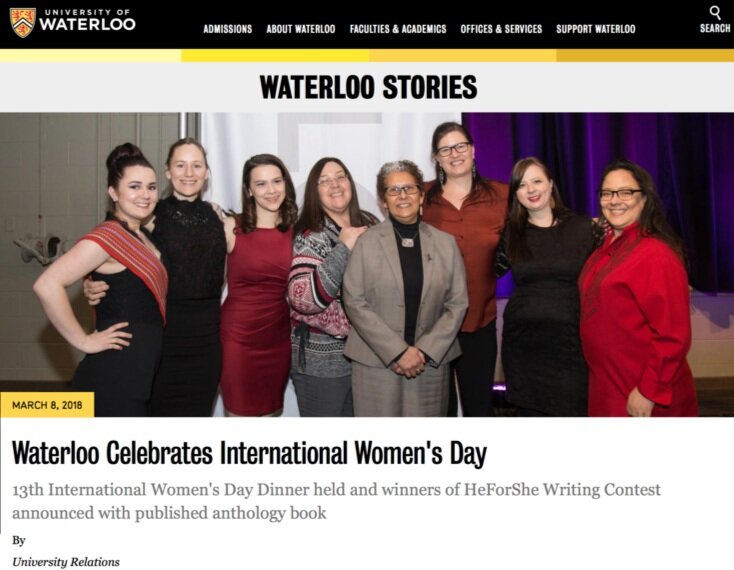 UNIVERSITY OF
WATERLOO
ADMISSIONS ABOUT WATERLOO FACULTIES & ACADEMICS OFFICES & SERVICES SUPPORT WATERLOO SEARCH
WATERLOO STORIES
MARCH 8, 2018
Waterloo Celebrates International Women's Day
13th International Women's Day Dinner held and winners of HeForShe Writing Contest
announced with published anthology book
By
University Relations